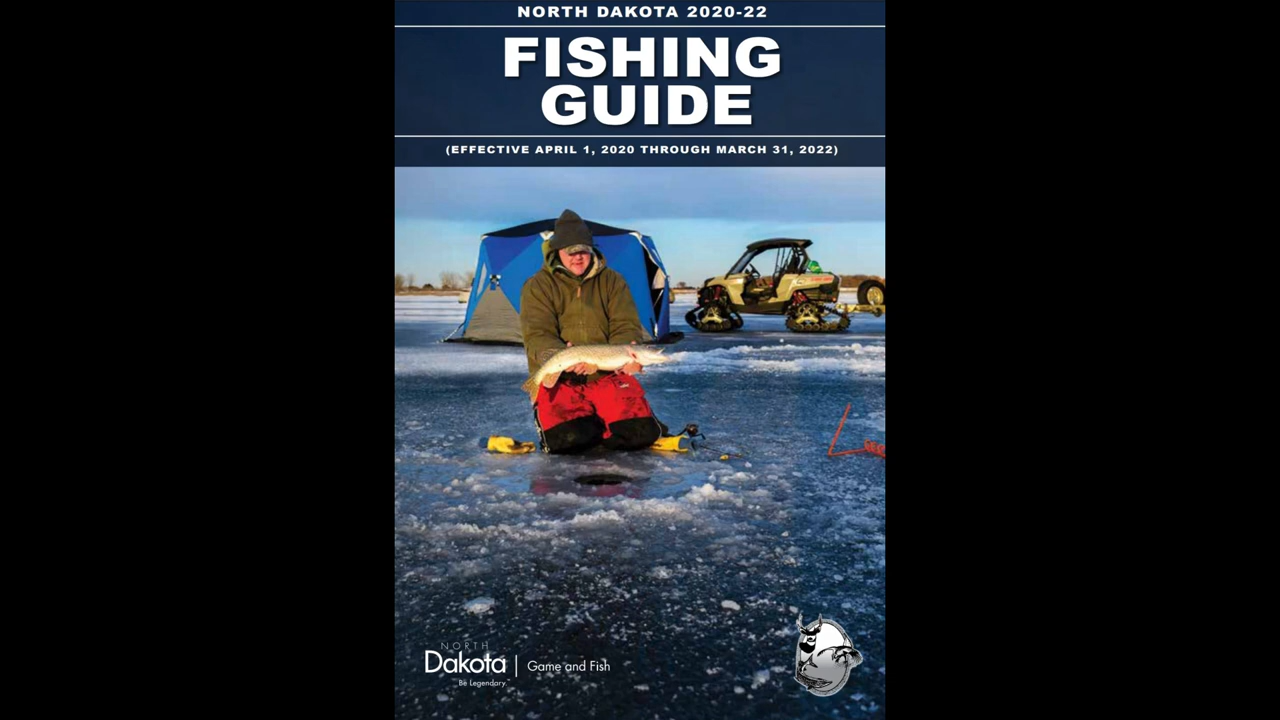 NORTH DAKOTA 2020-22
FISHING
GUIDE
(EFFECTIVE APRIL 1, 2020 THROUGH MARCH 31, 2022)
NORTH
Dakota | Game and Fish
Be Legendary.™